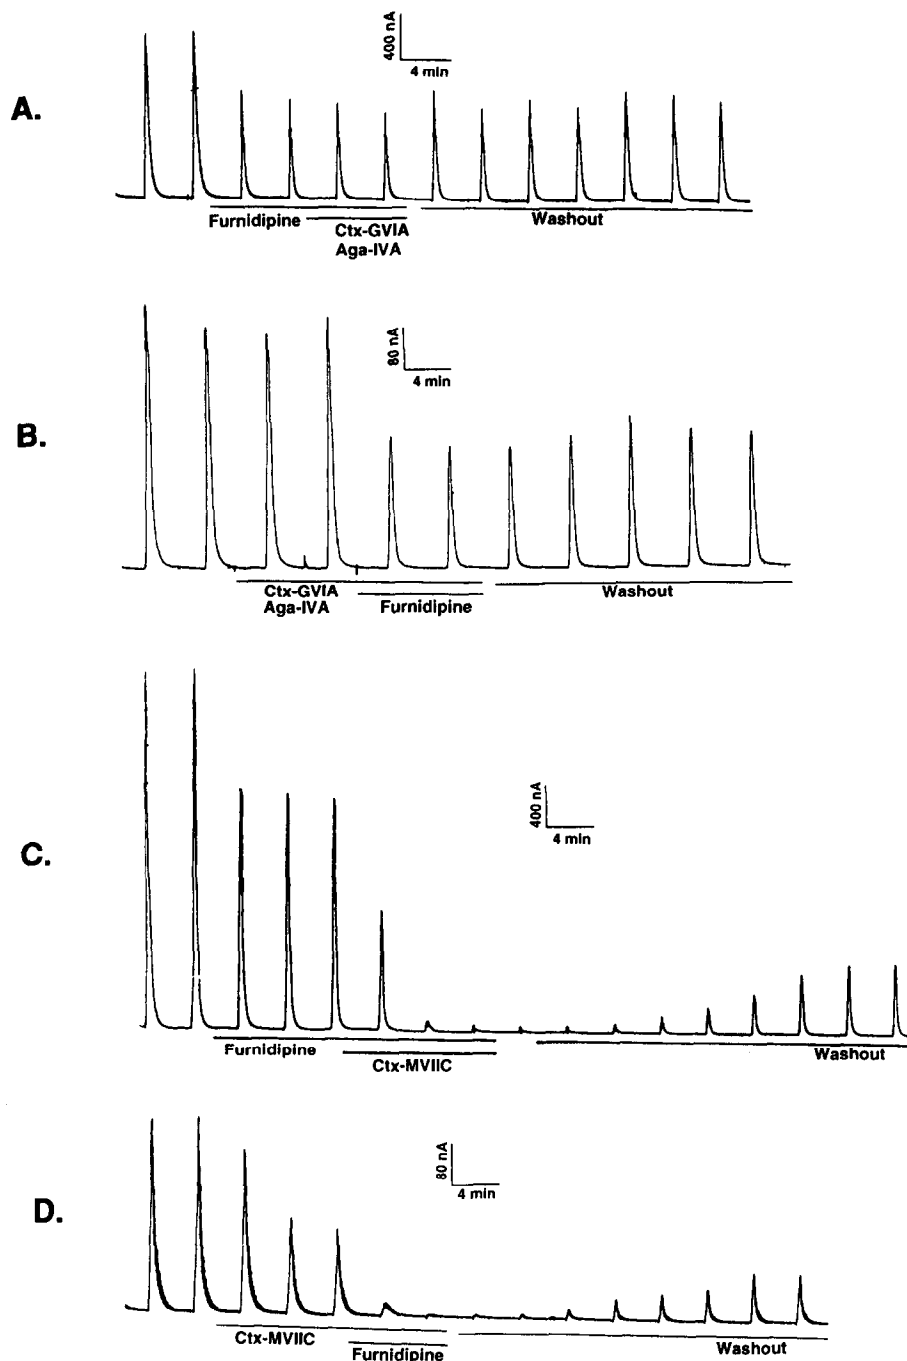 A.
400 nA
4 min
Furnidipine
Ctx-GVIA
Aga-IVA
Washout
B.
80 nA
4 min
Ctx-GVIA
Aga-IVA
Furnidipine
Washout
C.
400 nA
4 min
Furnidipine
Ctx-MVIIC
Washout
D.
80 nA
4 min
Ctx-MVIIC
Furnidipine
Washout